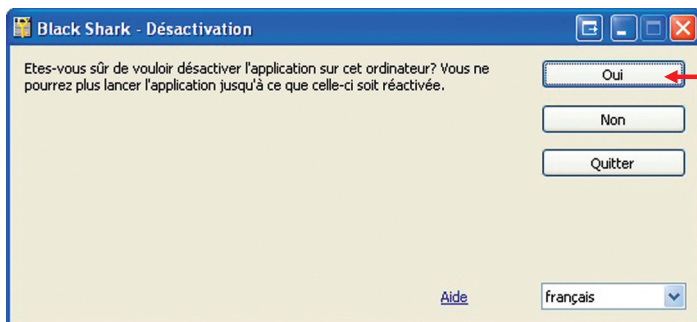 Black Shark - Désactivation
Etes-vous sûr de vouloir désactiver l'application sur cet ordinateur? Vous ne
pourrez plus lancer l'application jusqu'à ce que celle-ci soit réactivée.
Oui
Non
Quitter
Aide
français